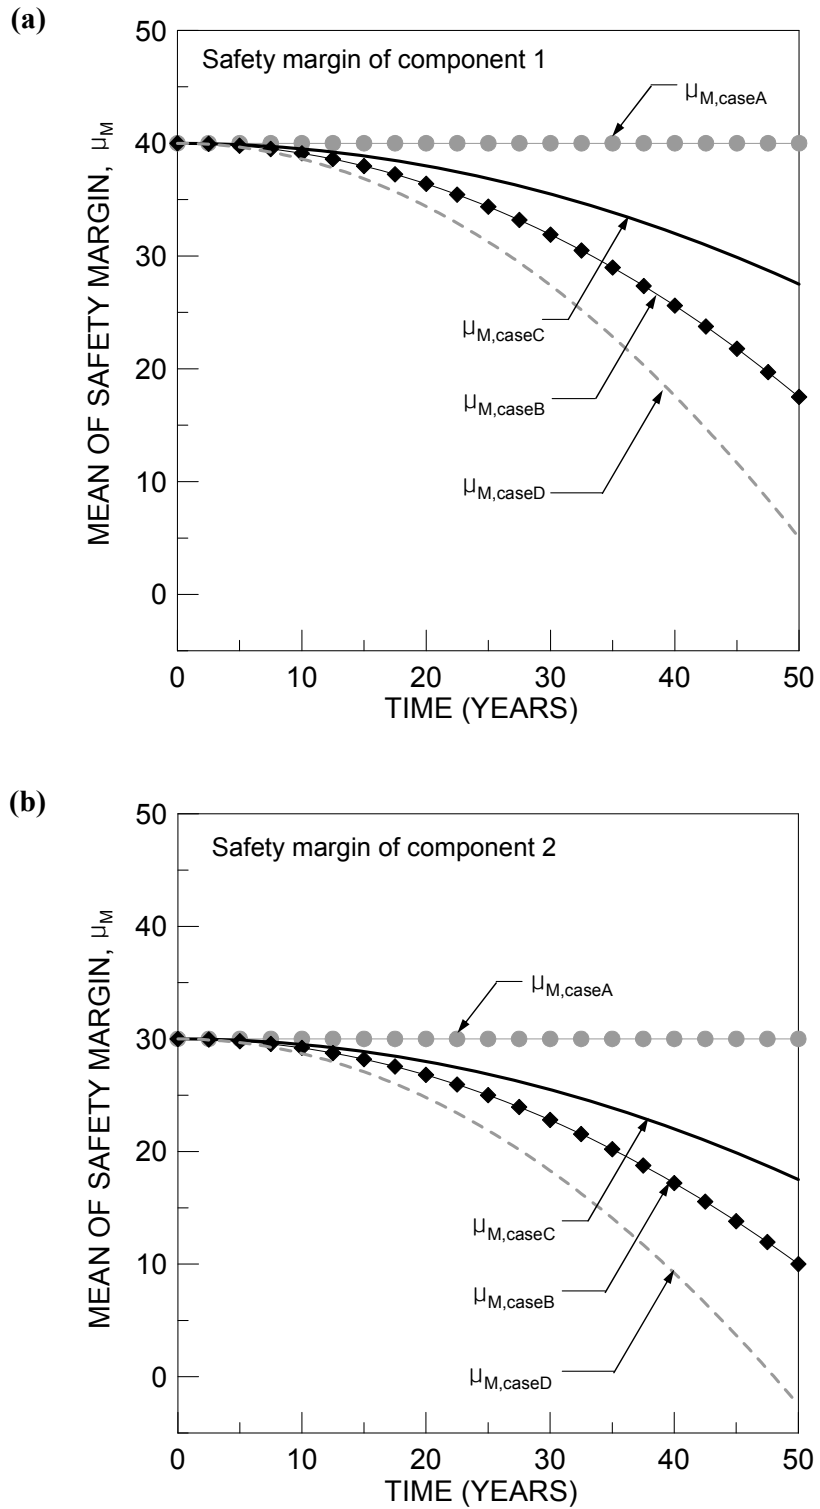 (a)
50
Safety margin of component 1
μM,caseA
40
30
μM,caseC
20
μM,caseB
10
μM,caseD
0
MEAN OF SAFETY MARGIN, μM
0 10 20 30 40 50
TIME (YEARS)
(b)
50
Safety margin of component 2
40
μM,caseA
30
20
μM,caseC
10
μM,caseB
μM,caseD
0
MEAN OF SAFETY MARGIN, μM
0 10 20 30 40 50
TIME (YEARS)